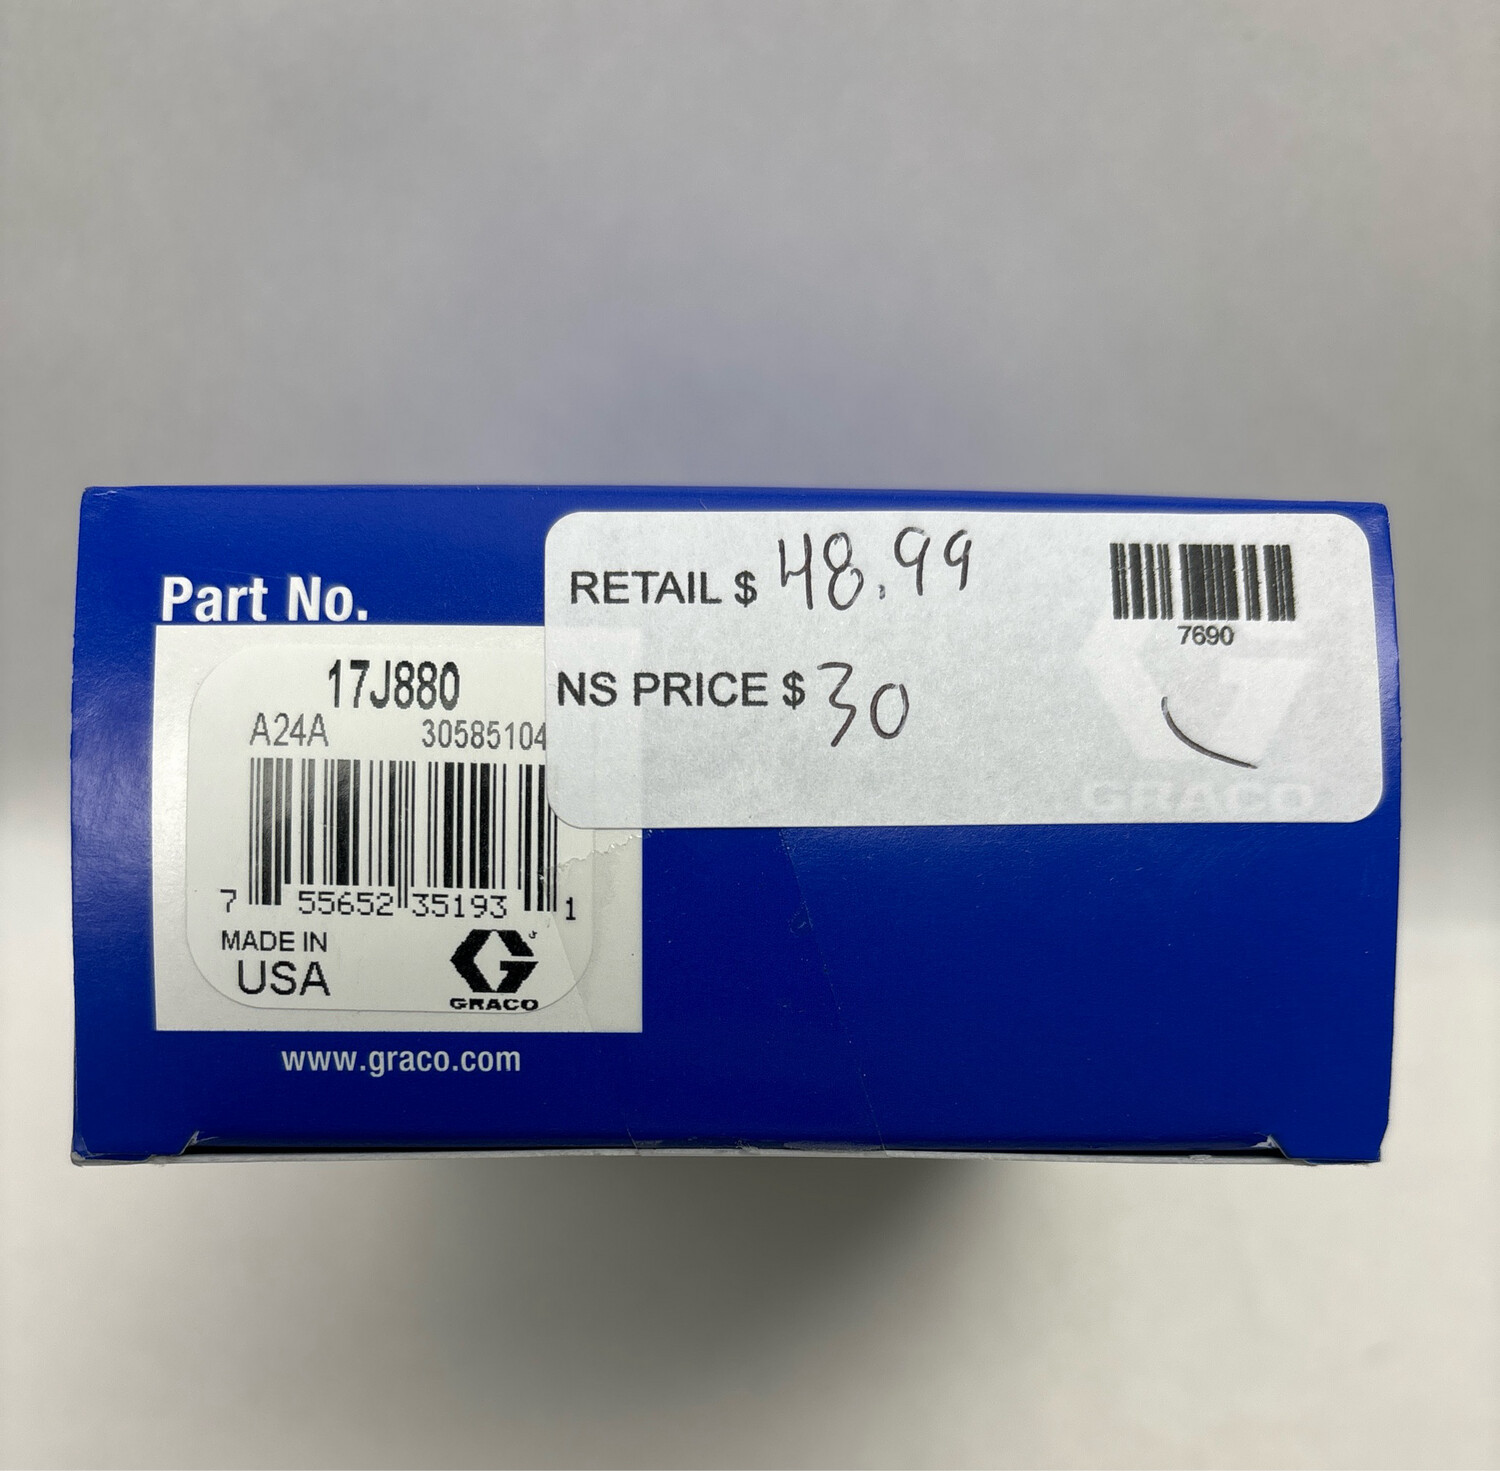 Part No.
17J880
A24A 30585104
7 55652 35193 1
MADE IN
USA
GRACO
www.graco.com
RETAIL $ 48.99
NS PRICE $ 30
7690
GRACO